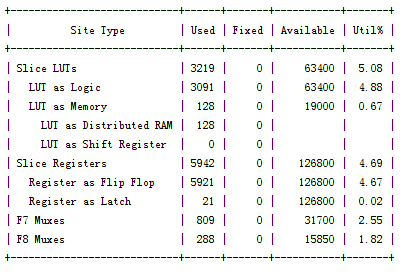 +----------------------------+------+-------+-----------+-------+
|          Site Type         | Used | Fixed | Available | Util% |
+----------------------------+------+-------+-----------+-------+
| Slice LUTs                 | 3219 |     0 |     63400 |  5.08 |
|   LUT as Logic             | 3091 |     0 |     63400 |  4.88 |
|   LUT as Memory            |  128 |     0 |     19000 |  0.67 |
|     LUT as Distributed RAM |  128 |     0 |           |       |
|     LUT as Shift Register  |    0 |     0 |           |       |
| Slice Registers            | 5942 |     0 |    126800 |  4.69 |
|   Register as Flip Flop    | 5921 |     0 |    126800 |  4.67 |
|   Register as Latch        |   21 |     0 |    126800 |  0.02 |
| F7 Muxes                   |  809 |     0 |     31700 |  2.55 |
| F8 Muxes                   |  288 |     0 |     15850 |  1.82 |
+----------------------------+------+-------+-----------+-------+